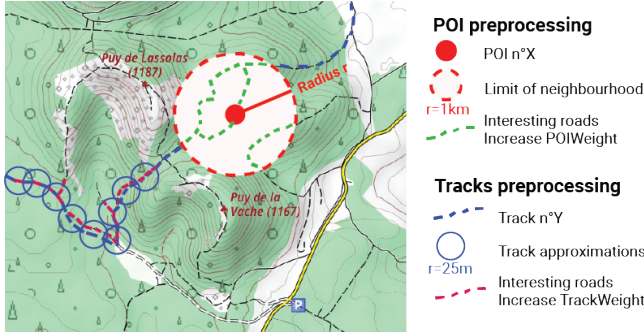 Puy de Lassolas
(1187)
Radius r
Puy de la
Vache (1167)
P
POI preprocessing
POI n°X
Limit of neighbourhood
r=1km
Interesting roads
Increase POIWeight
Tracks preprocessing
Track n°Y
Track approximations
r=25m
Interesting roads
Increase TrackWeight